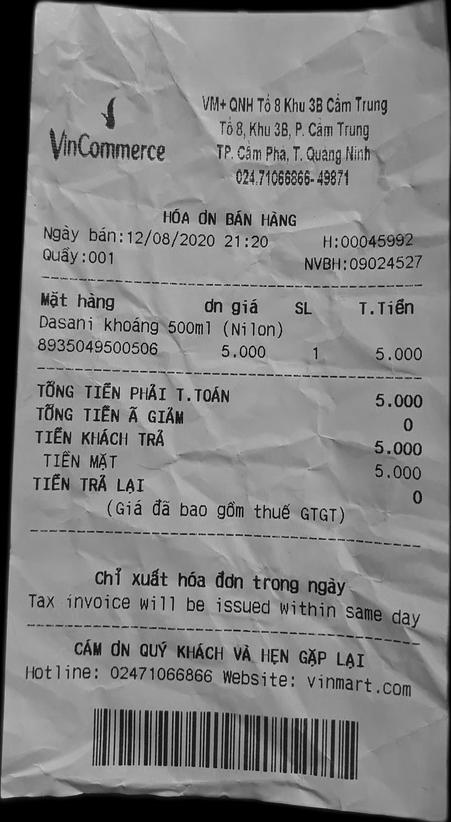 VinCommerce
VM+ QNH Tổ 8 Khu 3B Cẩm Trung
Tổ 8, Khu 3B, P. Cẩm Trung
TP. Cẩm Phả, T. Quảng Ninh
024.71066866-49871
HÓA ƠN BÁN HÀNG
Ngày bán:12/08/2020 21:20 H:00045992
Quầy:001 NVBH:09024527
Mặt hàng ơn giá SL T.Tiền
Dasani khoáng 500ml (Nilon)
8935049500506 5.000 1 5.000
TỔNG TIỀN PHẢI T.TOÁN 5.000
TỔNG TIỀN Ã GIẢM 0
TIỀN KHÁCH TRẢ 5.000
TIỀN MẶT 5.000
TIỀN TRẢ LẠI 0
(Giá đã bao gồm thuế GTGT)
Chỉ xuất hóa đơn trong ngày
Tax invoice will be issued within same day
CÁM ƠN QUÝ KHÁCH VÀ HẸN GẶP LẠI
Hotline: 02471066866 Website: vinmart.com